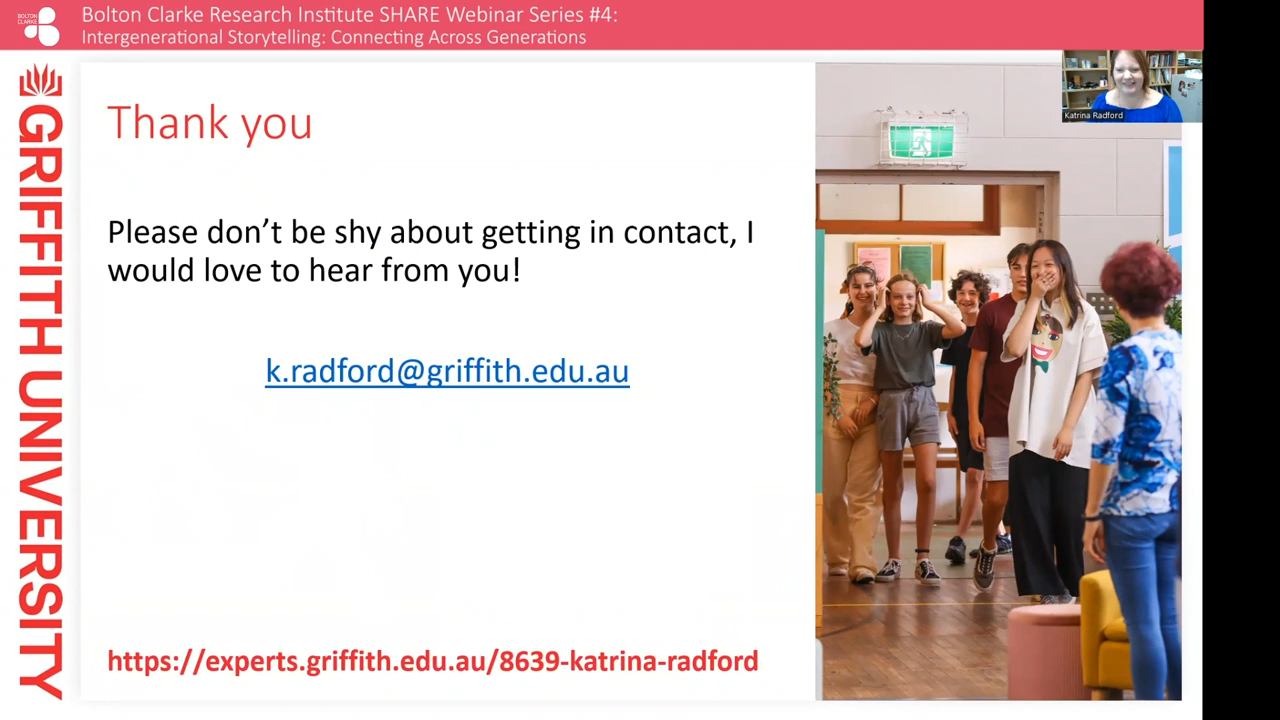 BOLTON
CLARKE
Bolton Clarke Research Institute SHARE Webinar Series #4:
Intergenerational Storytelling: Connecting Across Generations
GRIFFITH UNIVERSITY
Katrina Radford
Thank you
Please don’t be shy about getting in contact, I
would love to hear from you!
k.radford@griffith.edu.au
https://experts.griffith.edu.au/8639-katrina-radford